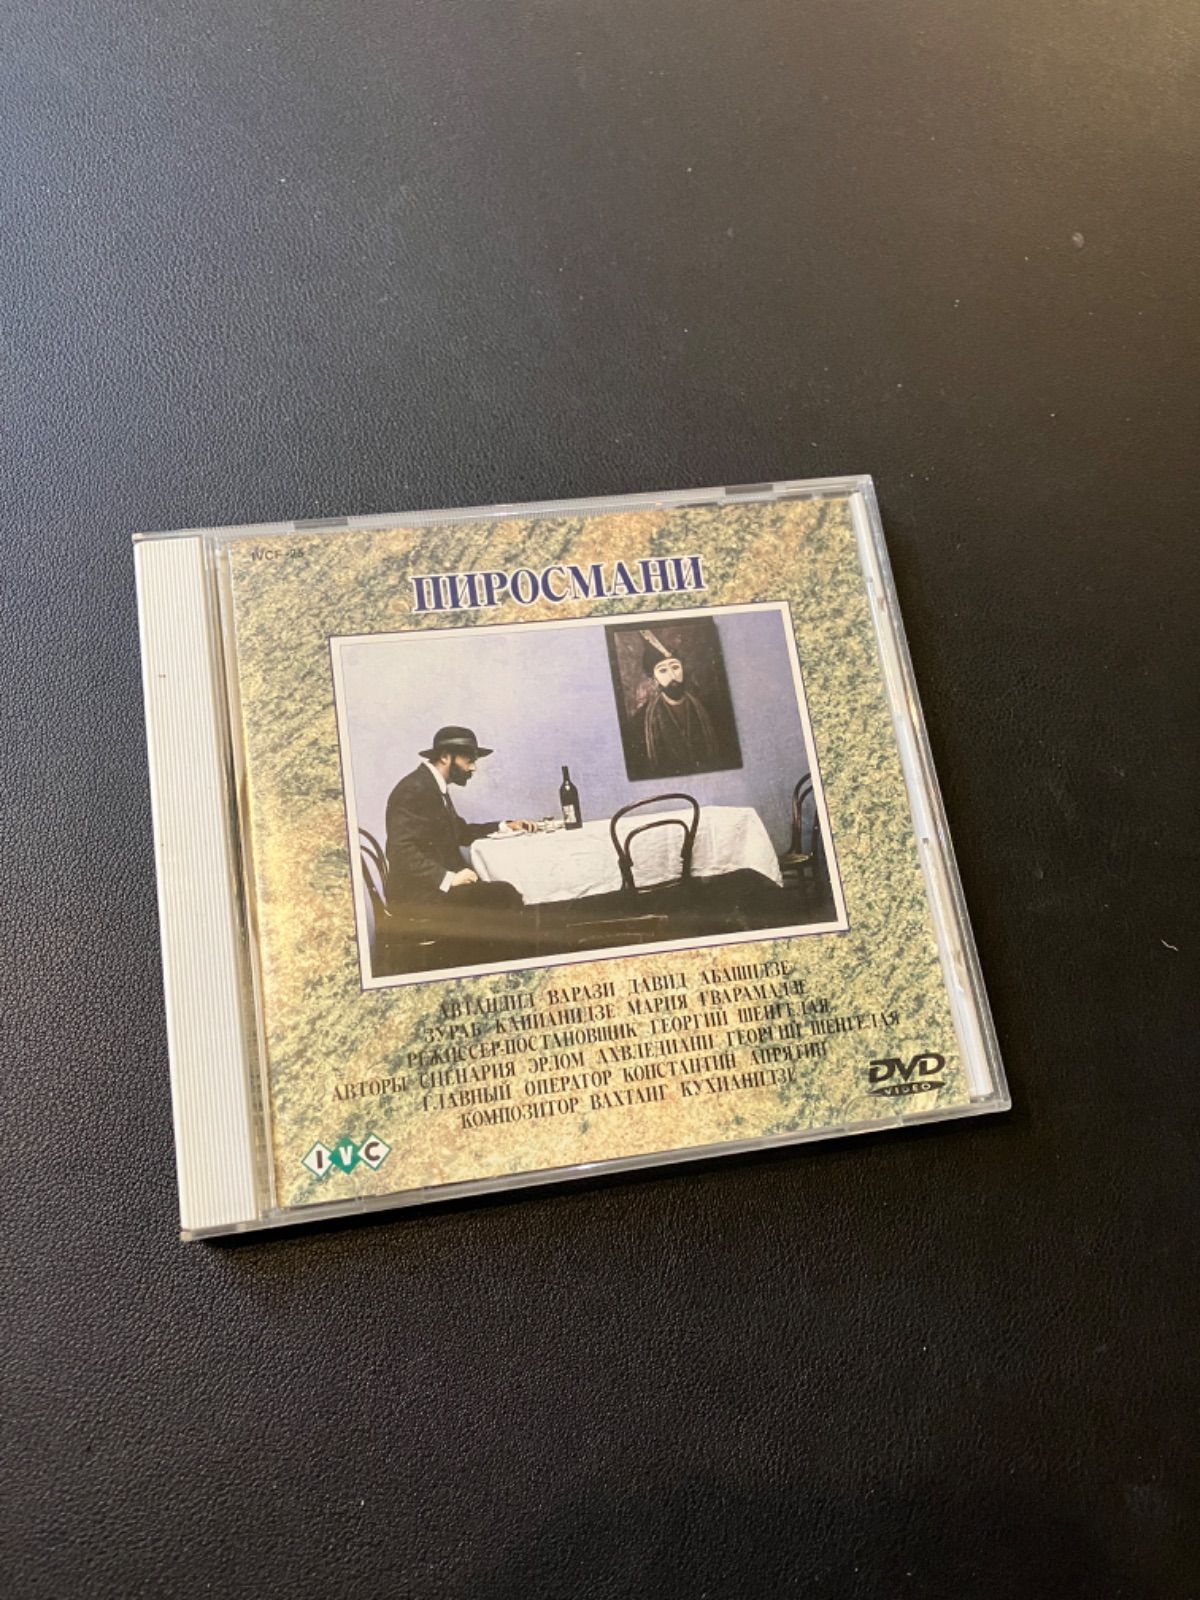 IVCF-25
ПИРОСМАНИ
АВТАНДИЛ ВАРАЗИ ДАВИД АБАШИДЗЕ
ЗУРАБ КАПИАНИДЗЕ МАРИЯ ГВАРАМАДЗЕ
РЕЖИССЕР-ПОСТАНОВЩИК ГЕОРГИЙ ШЕНГЕЛАЯ
АВТОРЫ СЦЕНАРИЯ ЭРЛОМ АХВЛЕДИАНИ ГЕОРГИЙ ШЕНГЕЛАЯ
ГЛАВНЫЙ ОПЕРАТОР КОНСТАНТИН АПРЯТИН
КОМПОЗИТОР ВАХТАНГ КУХИАНИДЗЕ
DVD
VIDEO
IVC